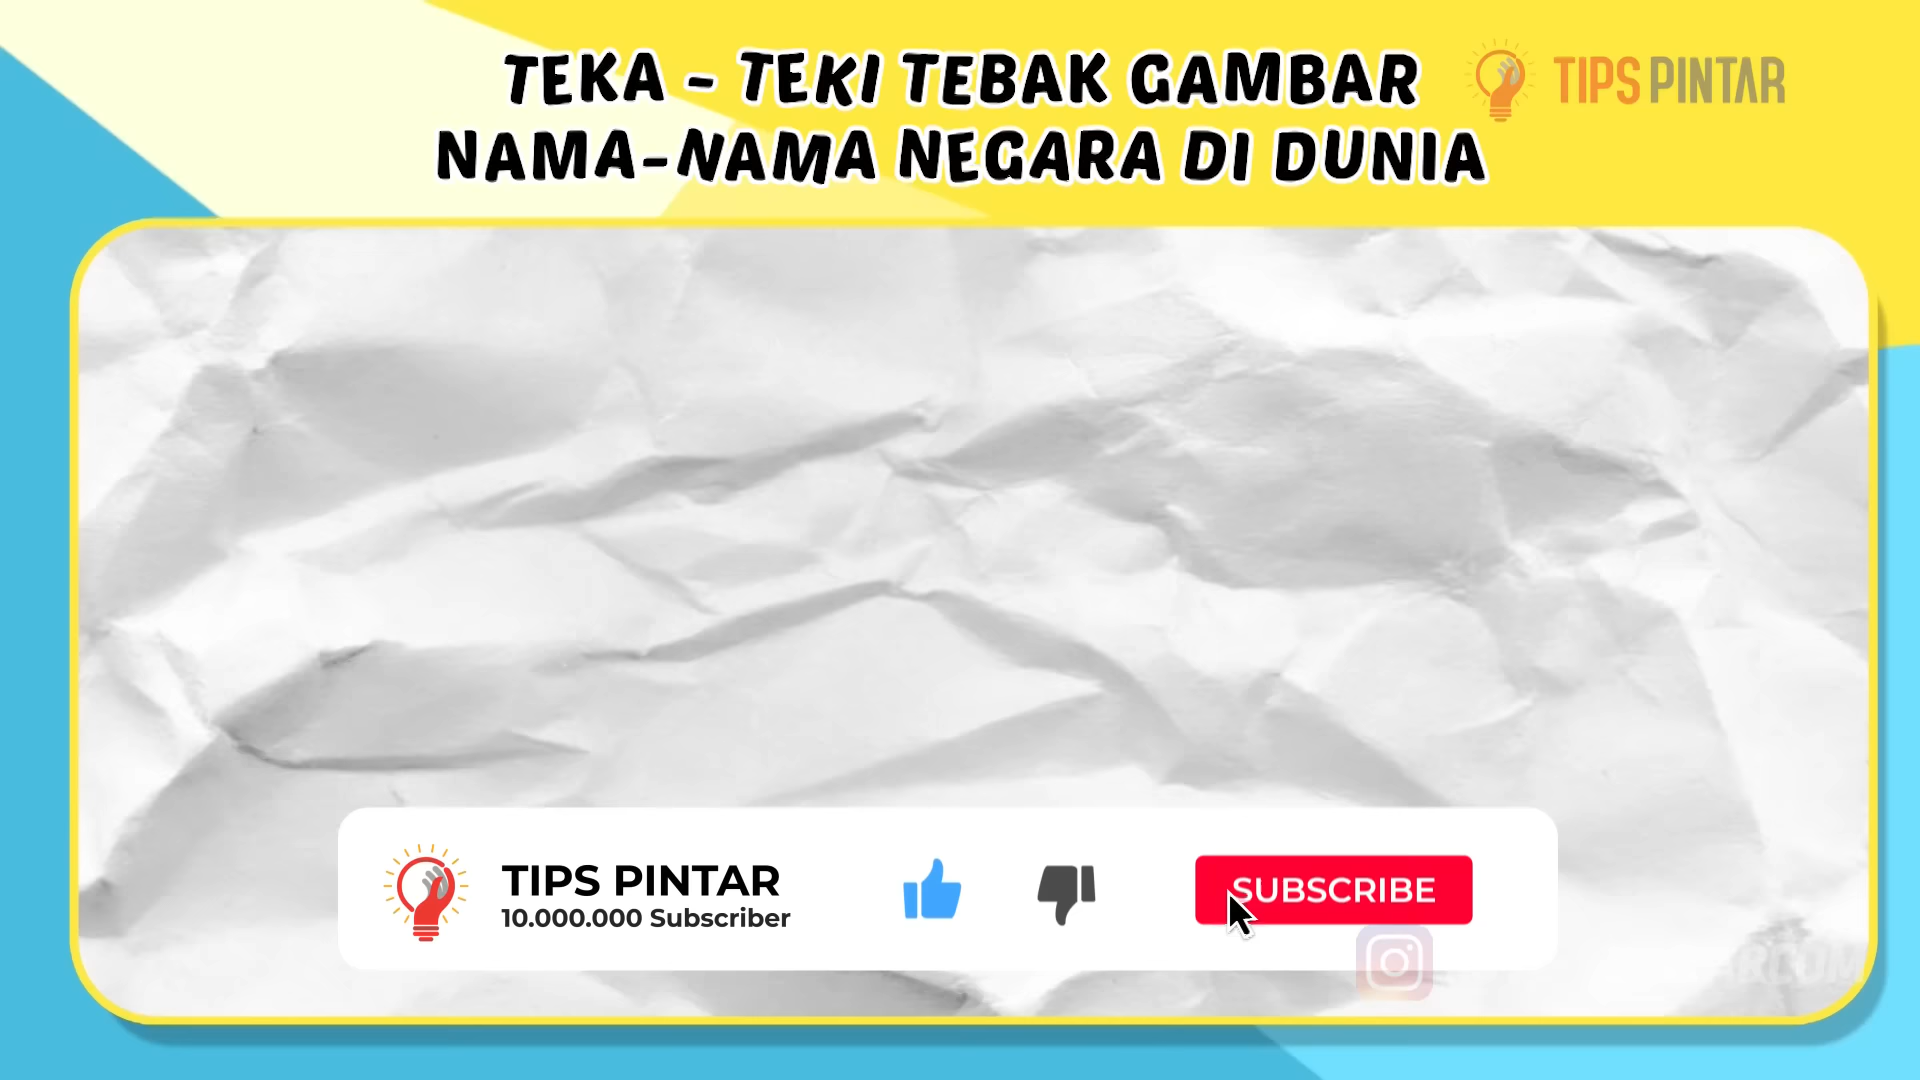 TEKA - TEKI TEBAK GAMBAR
NAMA-NAMA NEGARA DI DUNIA
TIPS PINTAR
TIPS PINTAR
10.000.000 Subscriber
SUBSCRIBE